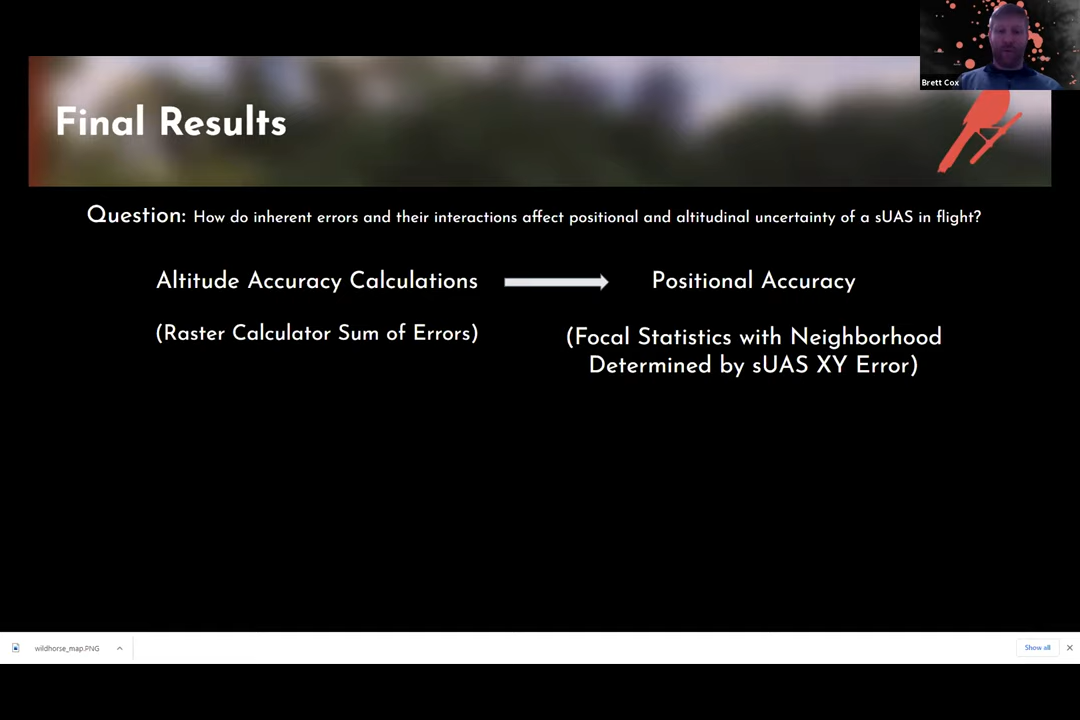 Brett Cox
Final Results
Question: How do inherent errors and their interactions affect positional and altitudinal uncertainty of a sUAS in flight?
Altitude Accuracy Calculations
(Raster Calculator Sum of Errors)
Positional Accuracy
(Focal Statistics with Neighborhood
Determined by sUAS XY Error)
wildhorse_map.PNG
Show all